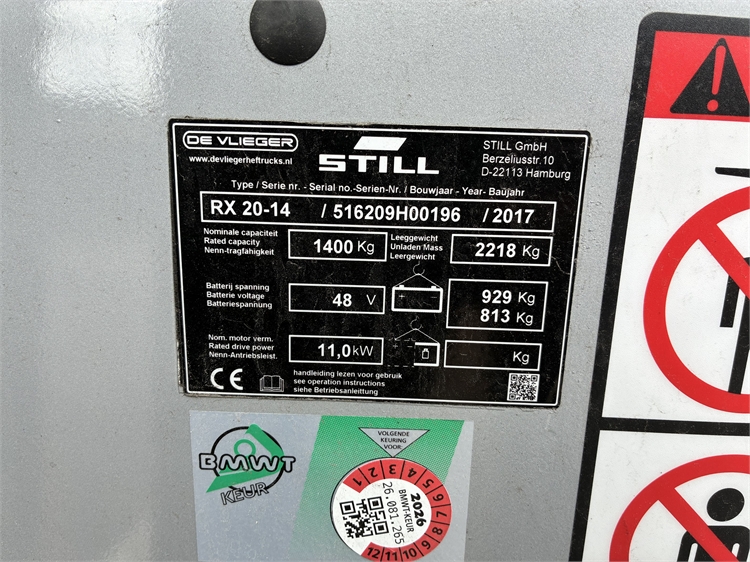 DE VLIEGER
www.devliegerheftrucks.nl
STILL
STILL GmbH
Berzeliusstr. 10
D-22113 Hamburg
Type / Serie nr. - Serial no.-Serien-Nr. / Bouwjaar - Year- Baujahr
RX 20-14 / 516209H00196 / 2017
Nominale capaciteit
Rated capacity
Nenn-tragfähigkeit
1400 Kg
Leeggewicht
Unladen Mass
Leergewicht
2218 Kg
Batterij spanning
Batterie voltage
Batteriespannung
48 V
929 Kg
813 Kg
Nom. motor verm.
Rated drive power
Nenn-Antriebsleist.
11,0kW
Kg
CE
handleiding lezen voor gebruik
see operation instructions
siehe Betriebsanleittung
BMWT
KEUR
VOLGENDE
KEURING
VOOR:
1 2 3 4 5 6 7 8 9 10 11 12
2026
BMWT-KEUR
26.081.265